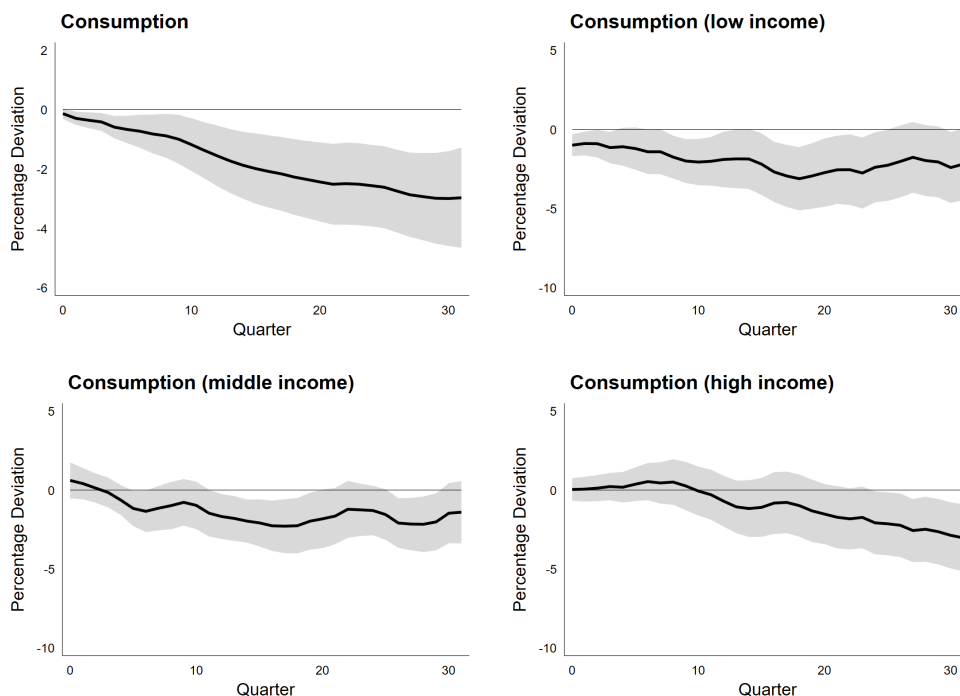 Consumption
2
0
-2
-4
-6
Percentage Deviation
0 10 20 30
Quarter
Consumption (low income)
5
0
-5
-10
Percentage Deviation
0 10 20 30
Quarter
Consumption (middle income)
5
0
-5
-10
Percentage Deviation
0 10 20 30
Quarter
Consumption (high income)
5
0
-5
-10
Percentage Deviation
0 10 20 30
Quarter